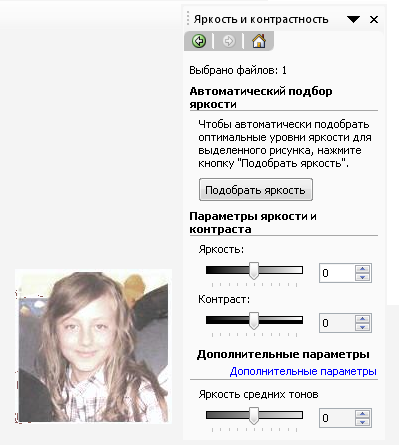 Яркость и контрастность
Выбрано файлов: 1
Автоматический подбор
яркости
Чтобы автоматически подобрать
оптимальные уровни яркости для
выделенного рисунка, нажмите
кнопку "Подобрать яркость".
Подобрать яркость
Параметры яркости и
контраста
Яркость:
0
Контраст:
0
Дополнительные параметры
Дополнительные параметры
Яркость средних тонов
0